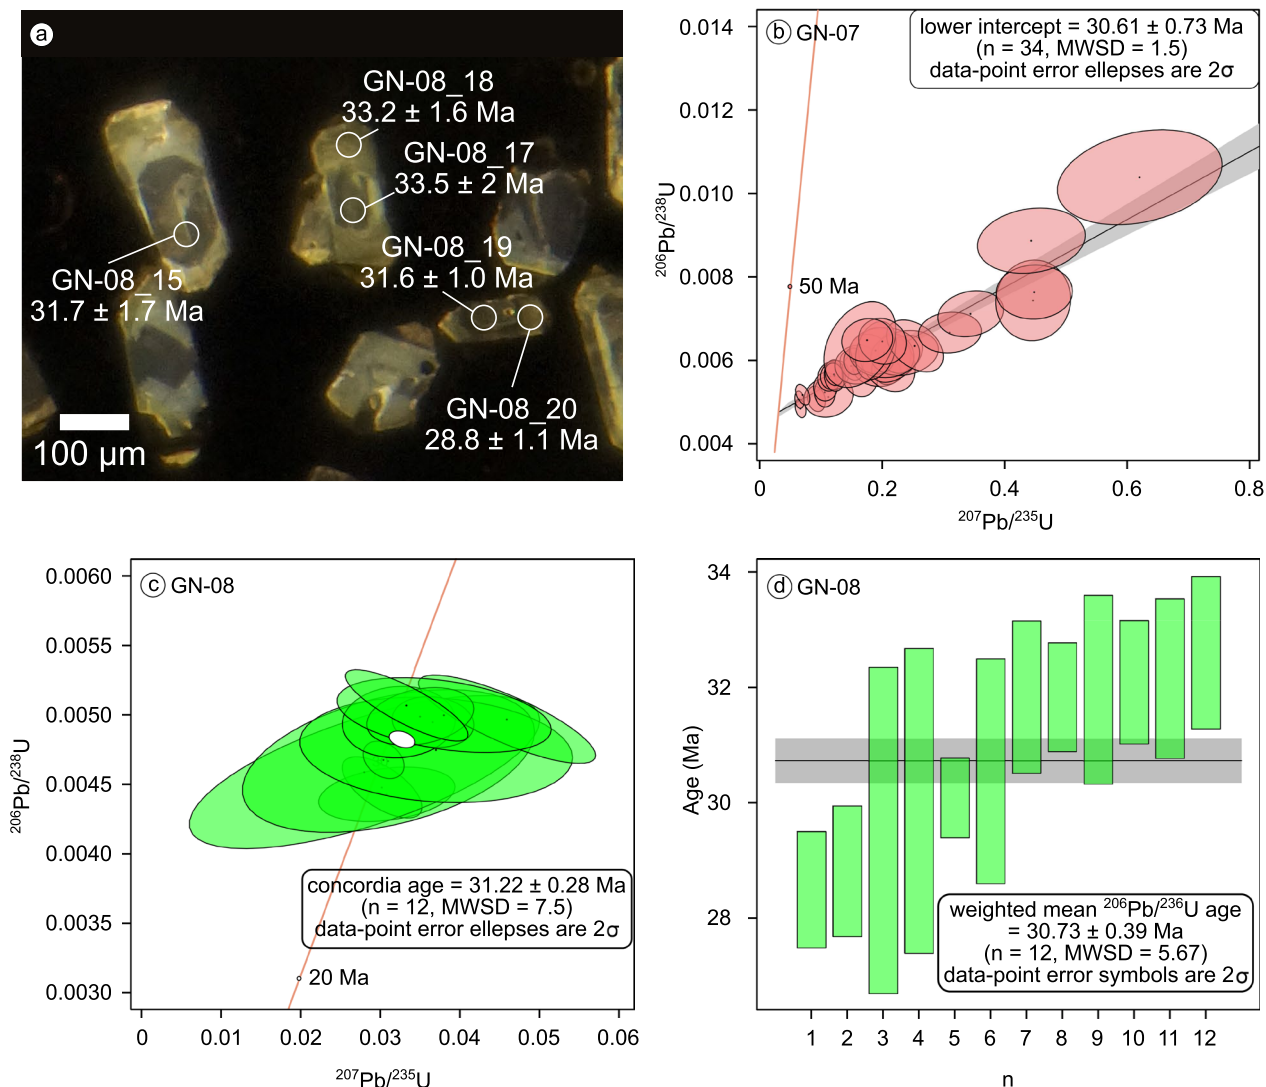 a
GN-08_18
33.2 ± 1.6 Ma
GN-08_17
33.5 ± 2 Ma
GN-08_19
31.6 ± 1.0 Ma
GN-08_15
31.7 ± 1.7 Ma
GN-08_20
28.8 ± 1.1 Ma
100 µm
b GN-07
lower intercept = 30.61 ± 0.73 Ma
(n = 34, MWSD = 1.5)
data-point error ellipses are 2σ
50 Ma
0.014
0.012
0.010
0.008
0.006
0.004
²⁰⁶Pb/²³⁸U
0 0.2 0.4 0.6 0.8
²⁰⁷Pb/²³⁵U
c GN-08
0.0060
0.0055
0.0050
0.0045
0.0040
0.0035
0.0030
²⁰⁶Pb/²³⁸U
concordia age = 31.22 ± 0.28 Ma
(n = 12, MWSD = 7.5)
data-point error ellipses are 2σ
20 Ma
0 0.01 0.02 0.03 0.04 0.05 0.06
²⁰⁷Pb/²³⁵U
d GN-08
34
32
30
28
Age (Ma)
weighted mean ²⁰⁶Pb/²³⁶U age
= 30.73 ± 0.39 Ma
(n = 12, MWSD = 5.67)
data-point error symbols are 2σ
1 2 3 4 5 6 7 8 9 10 11 12
n